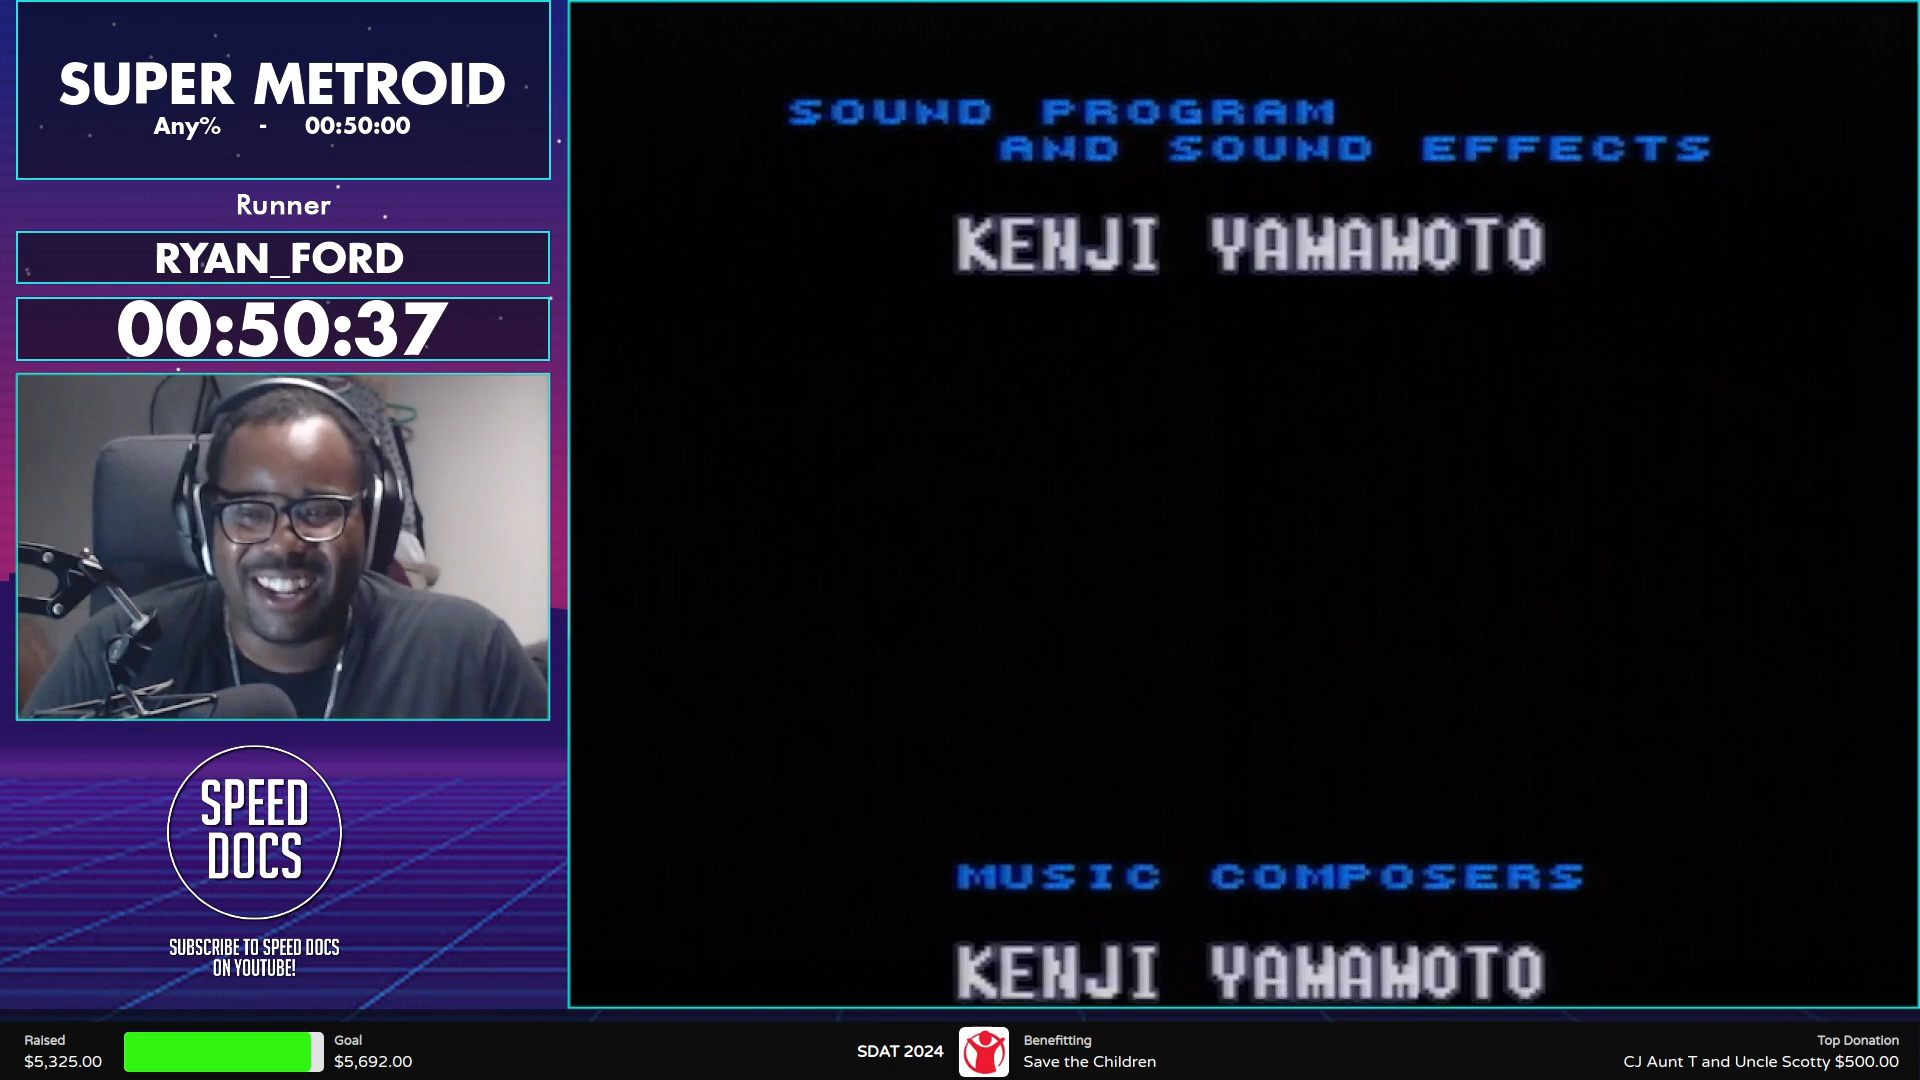 SUPER METROID
Any% - 00:50:00
Runner
RYAN_FORD
00:50:37
SPEED
DOCS
SUBSCRIBE TO SPEED DOCS
ON YOUTUBE!
SOUND PROGRAM
AND SOUND EFFECTS
KENJI YAMAMOTO
MUSIC COMPOSERS
KENJI YAMAMOTO
Raised
$5,325.00
Goal
$5,692.00
SDAT 2024
Benefitting
Save the Children
Top Donation
CJ Aunt T and Uncle Scotty $500.00